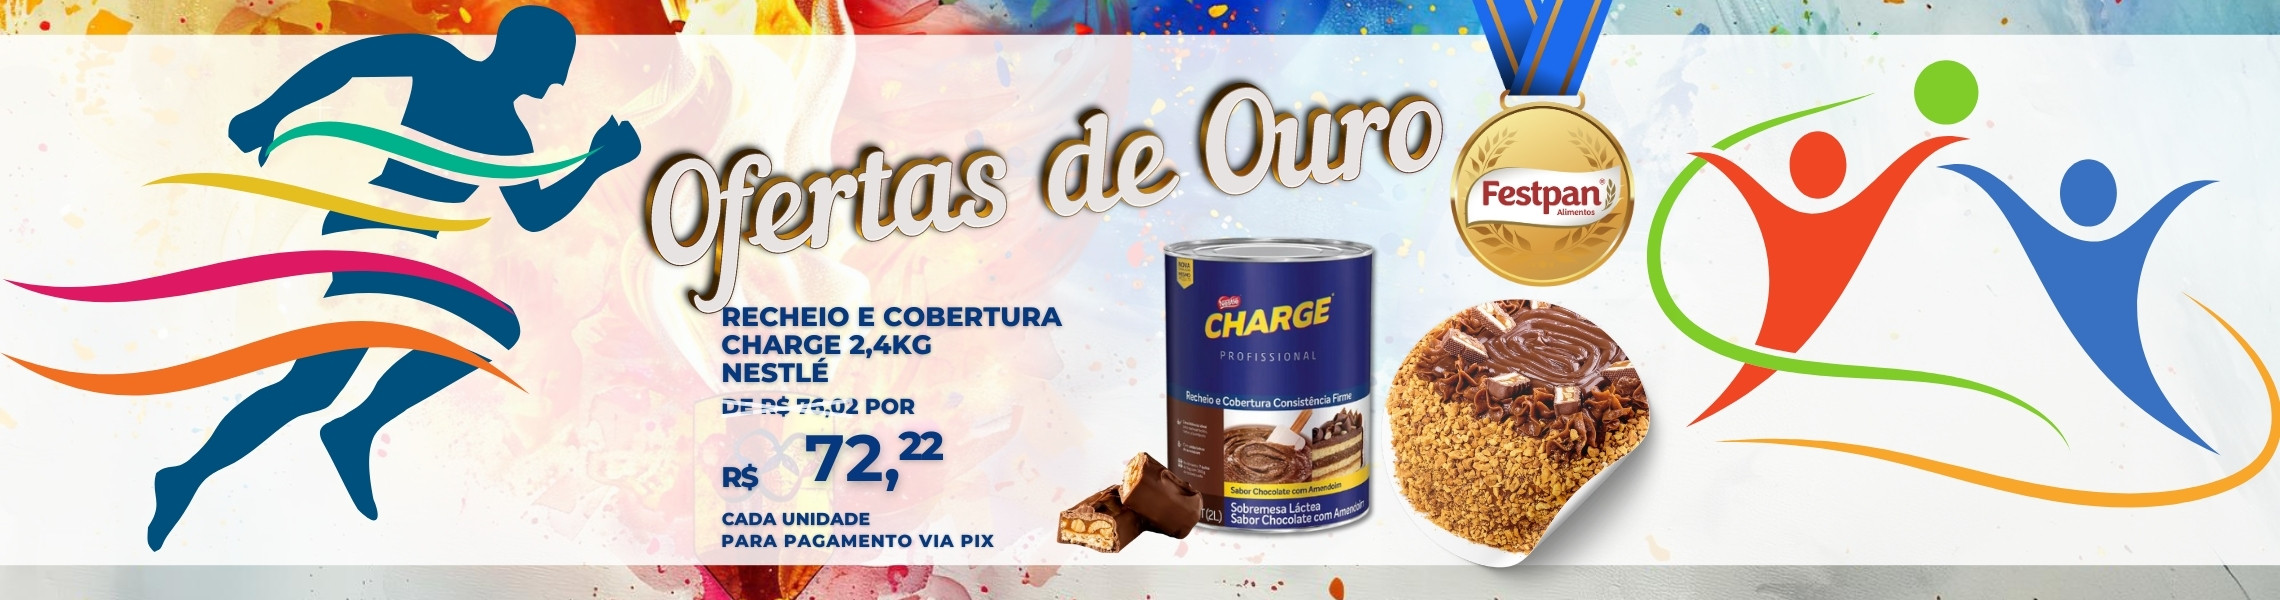 Ofertas de Ouro
Festpan®
Alimentos
RECHEIO E COBERTURA
CHARGE 2,4KG
NESTLÉ
DE R$ 76,02 POR
R$ 72,22
CADA UNIDADE
PARA PAGAMENTO VIA PIX
NOVA
Nestlé
CHARGE
PROFISSIONAL
Recheio e Cobertura Consistência Firme
Sabor Chocolate com Amendoim
Sobremesa Láctea
T(2L) Sabor Chocolate com Amendoim